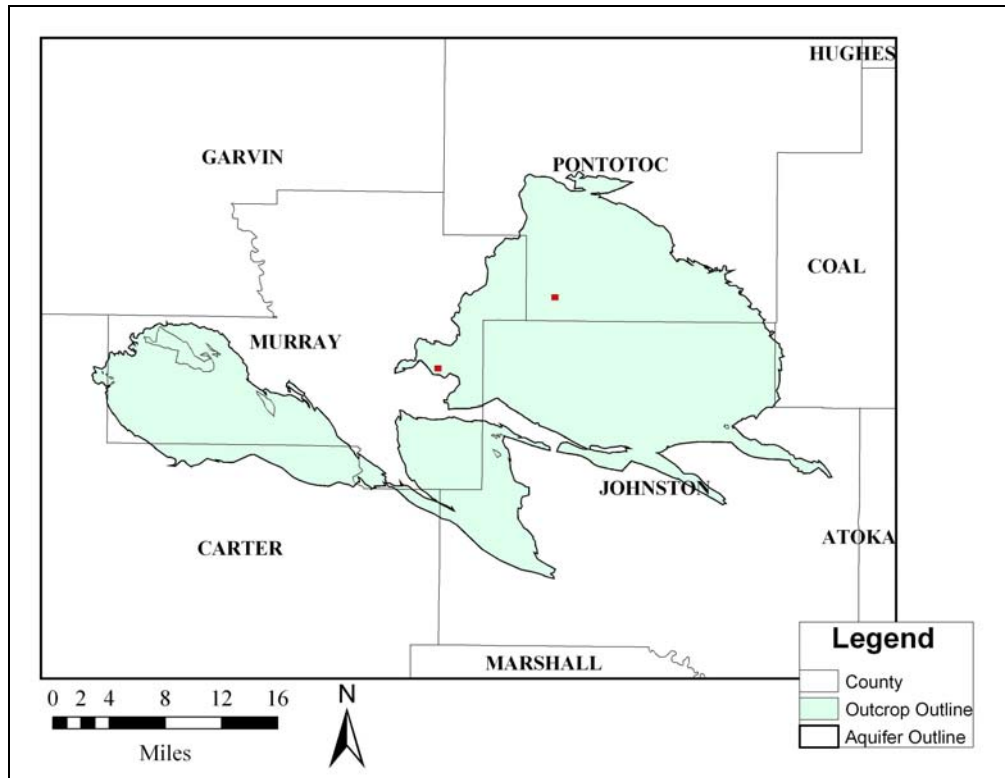 HUGHES
GARVIN
PONTOTOC
COAL
MURRAY
JOHNSTON
CARTER
ATOKA
MARSHALL
Legend
County
Outcrop Outline
Aquifer Outline
0 2 4 8 12 16
Miles
N